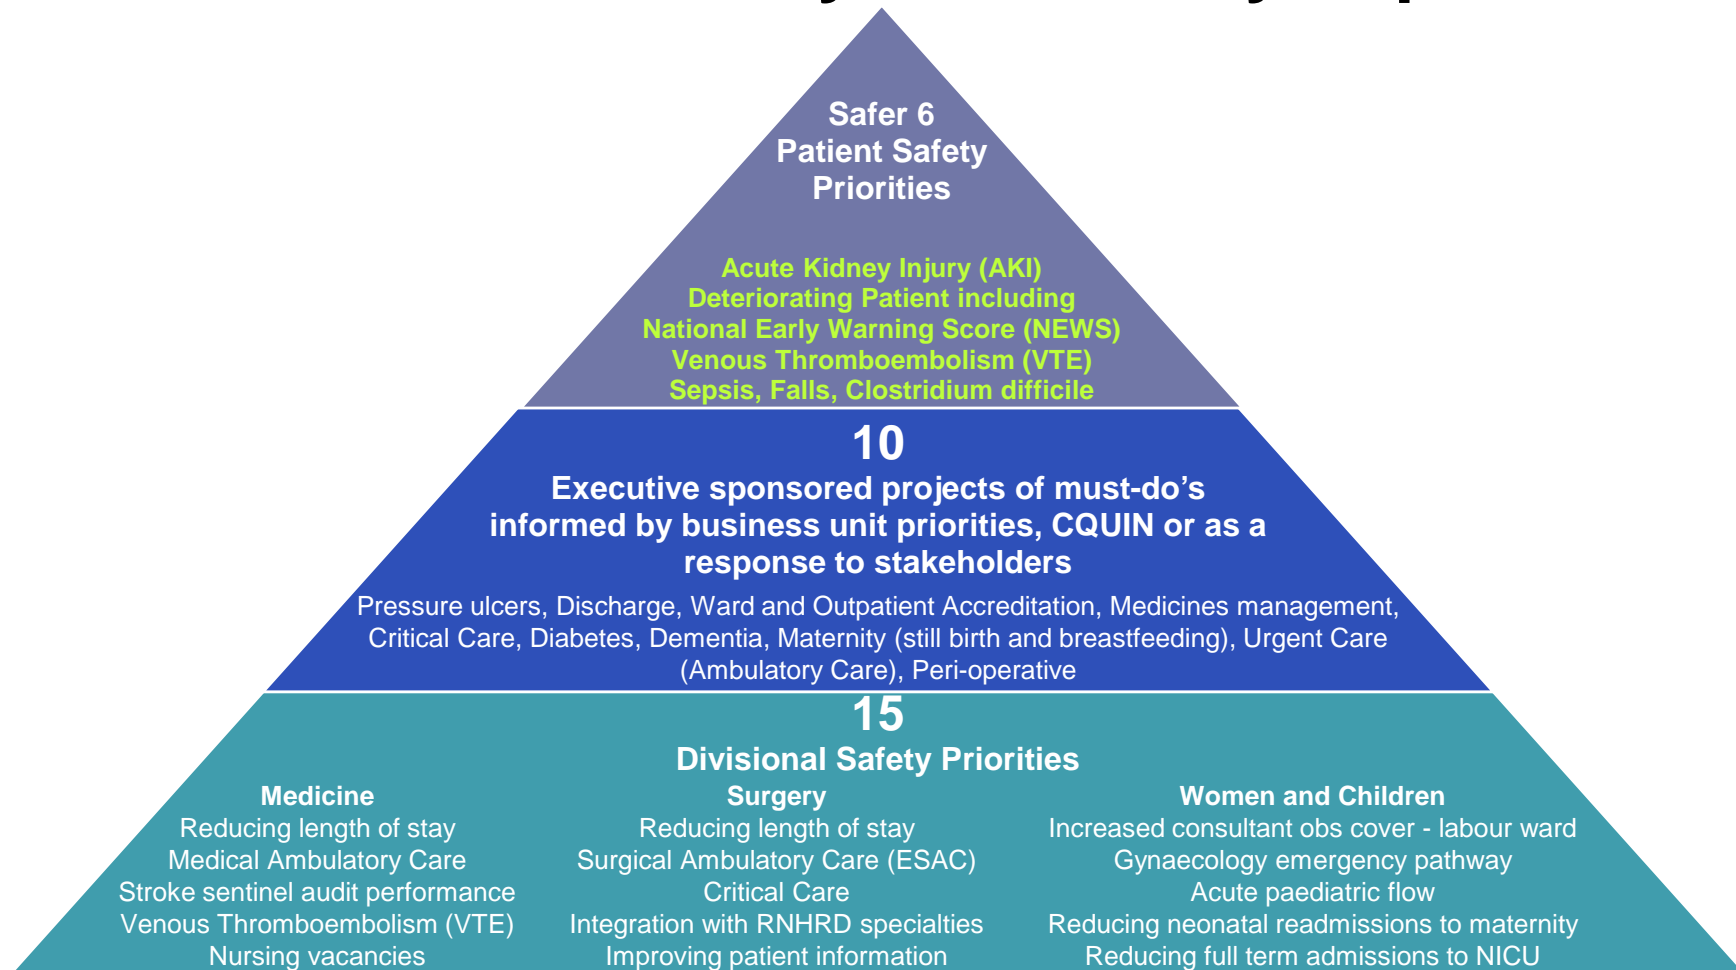 Safer 6
Patient Safety
Priorities
Acute Kidney Injury (AKI)
Deteriorating Patient including
National Early Warning Score (NEWS)
Venous Thromboembolism (VTE)
Sepsis, Falls, Clostridium difficile
10
Executive sponsored projects of must-do’s
informed by business unit priorities, CQUIN or as a
response to stakeholders
Pressure ulcers, Discharge, Ward and Outpatient Accreditation, Medicines management,
Critical Care, Diabetes, Dementia, Maternity (still birth and breastfeeding), Urgent Care
(Ambulatory Care), Peri-operative
15
Divisional Safety Priorities
Medicine
Reducing length of stay
Medical Ambulatory Care
Stroke sentinel audit performance
Venous Thromboembolism (VTE)
Nursing vacancies
Surgery
Reducing length of stay
Surgical Ambulatory Care (ESAC)
Critical Care
Integration with RNHRD specialties
Improving patient information
Women and Children
Increased consultant obs cover - labour ward
Gynaecology emergency pathway
Acute paediatric flow
Reducing neonatal readmissions to maternity
Reducing full term admissions to NICU